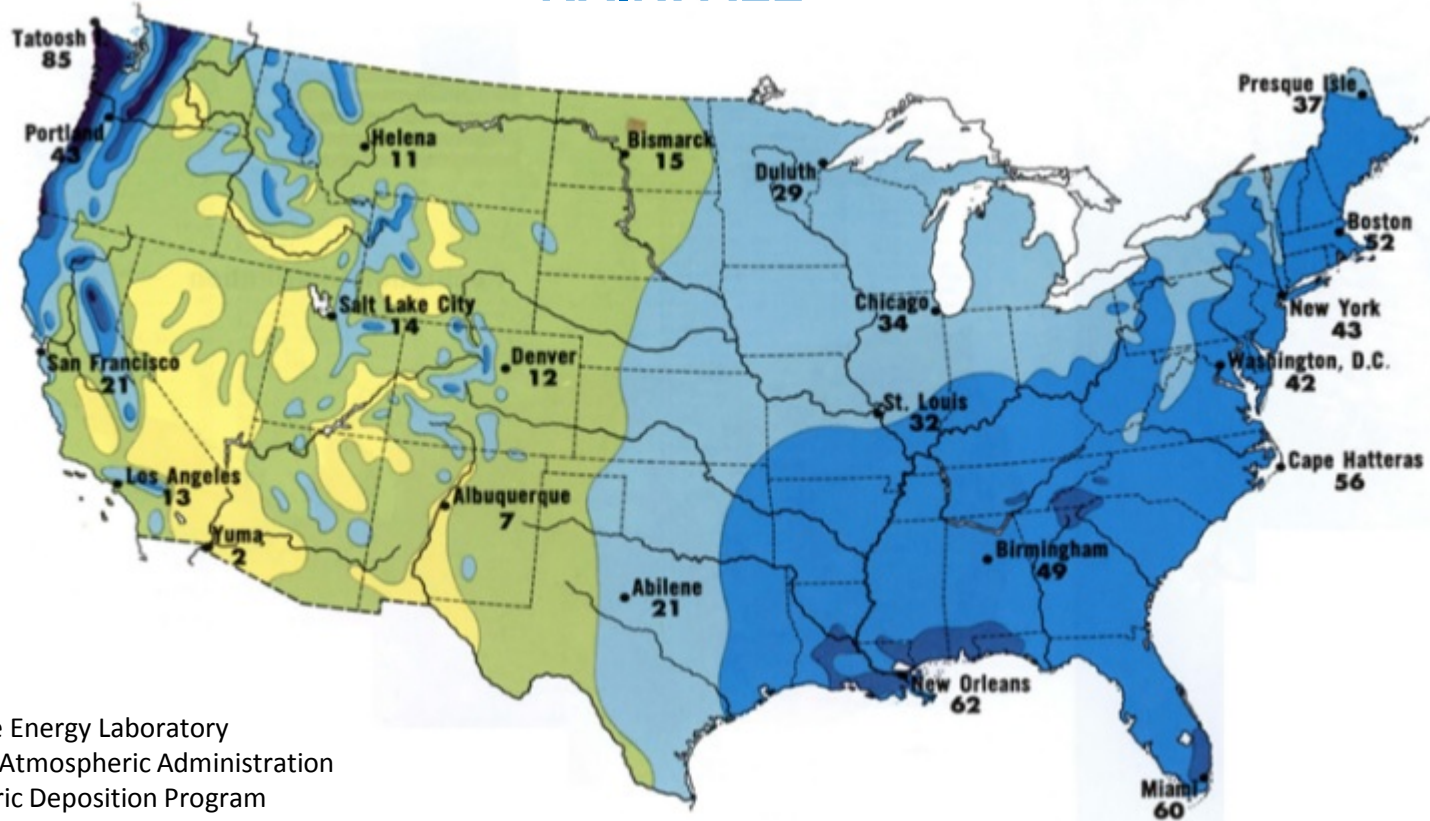 Tatoosh I.
85
Portland
43
Helena
11
Bismarck
15
Duluth
29
Presque Isle
37
Boston
52
New York
43
Washington, D.C.
42
Chicago
34
Salt Lake City
14
San Francisco
21
Denver
12
St. Louis
32
Cape Hatteras
56
Los Angeles
13
Albuquerque
7
Yuma
2
Birmingham
49
Abilene
21
New Orleans
62
Miami
60
Energy Laboratory
Atmospheric Administration
Deposition Program